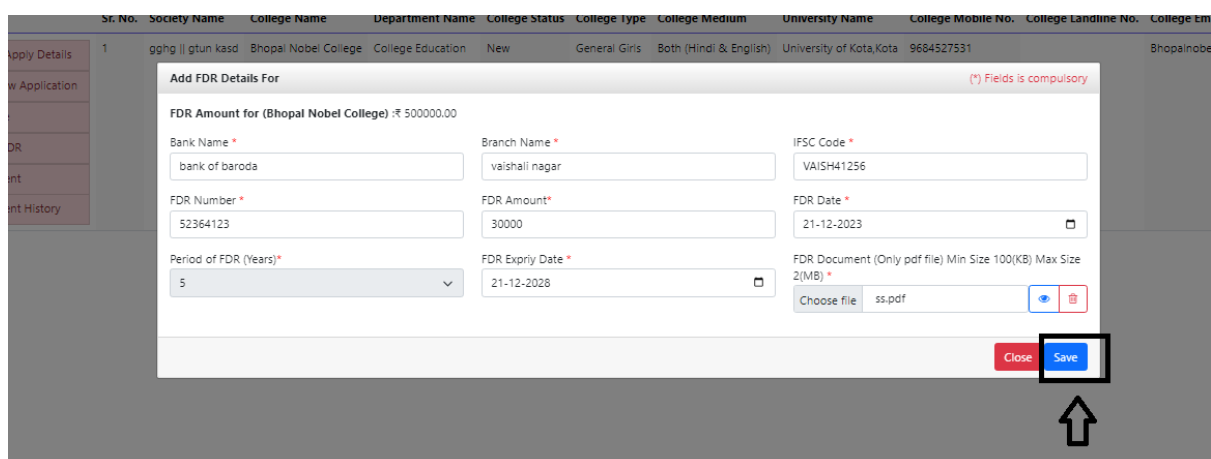 Sr. No. Society Name College Name Department Name College Status College Type College Medium University Name College Mobile No. College Landline No. College Em
Apply Details 1 gghg || gtun kasd Bhopal Nobel College College Education New General Girls Both (Hindi & English) University of Kota,Kota 9684527531 Bhopalnobe
w Application
DR
ent
ent History
Add FDR Details For (*) Fields is compulsory
FDR Amount for (Bhopal Nobel College) :₹ 500000.00
Bank Name * Branch Name * IFSC Code *
bank of baroda vaishali nagar VAISH41256
FDR Number * FDR Amount* FDR Date *
52364123 30000 21-12-2023
Period of FDR (Years)* FDR Expriy Date * FDR Document (Only pdf file) Min Size 100(KB) Max Size
2(MB) *
5 21-12-2028
Choose file ss.pdf
Close Save